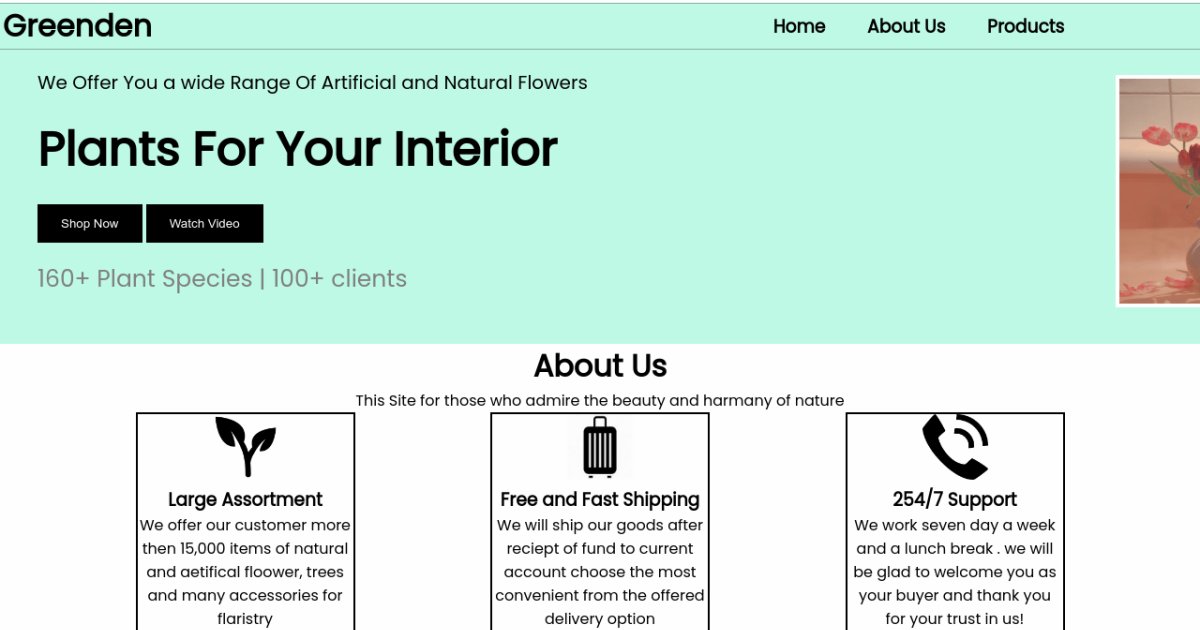 Greenden
Home
About Us
Products
We Offer You a wide Range Of Artificial and Natural Flowers
Plants For Your Interior
Shop Now
Watch Video
160+ Plant Species | 100+ clients
About Us
This Site for those who admire the beauty and harmany of nature
Large Assortment
We offer our customer more
then 15,000 items of natural
and aetifical floower, trees
and many accessories for
flaristry
Free and Fast Shipping
We will ship our goods after
reciept of fund to current
account choose the most
convenient from the offered
delivery option
254/7 Support
We work seven day a week
and a lunch break . we will
be glad to welcome you as
your buyer and thank you
for your trust in us!